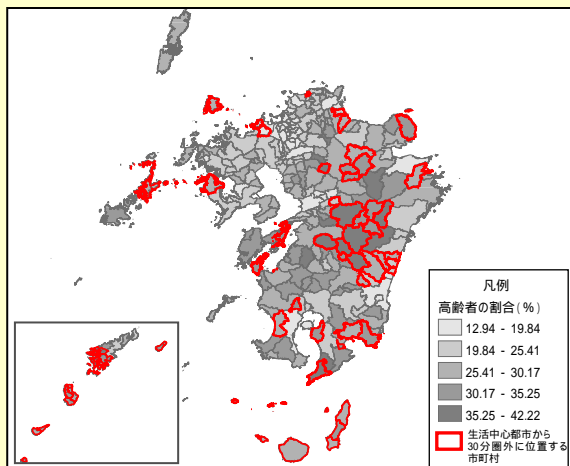 凡例
高齢者の割合(%)
12.94 - 19.84
19.84 - 25.41
25.41 - 30.17
30.17 - 35.25
35.25 - 42.22
生活中心都市から
30分圏外に位置する
市町村